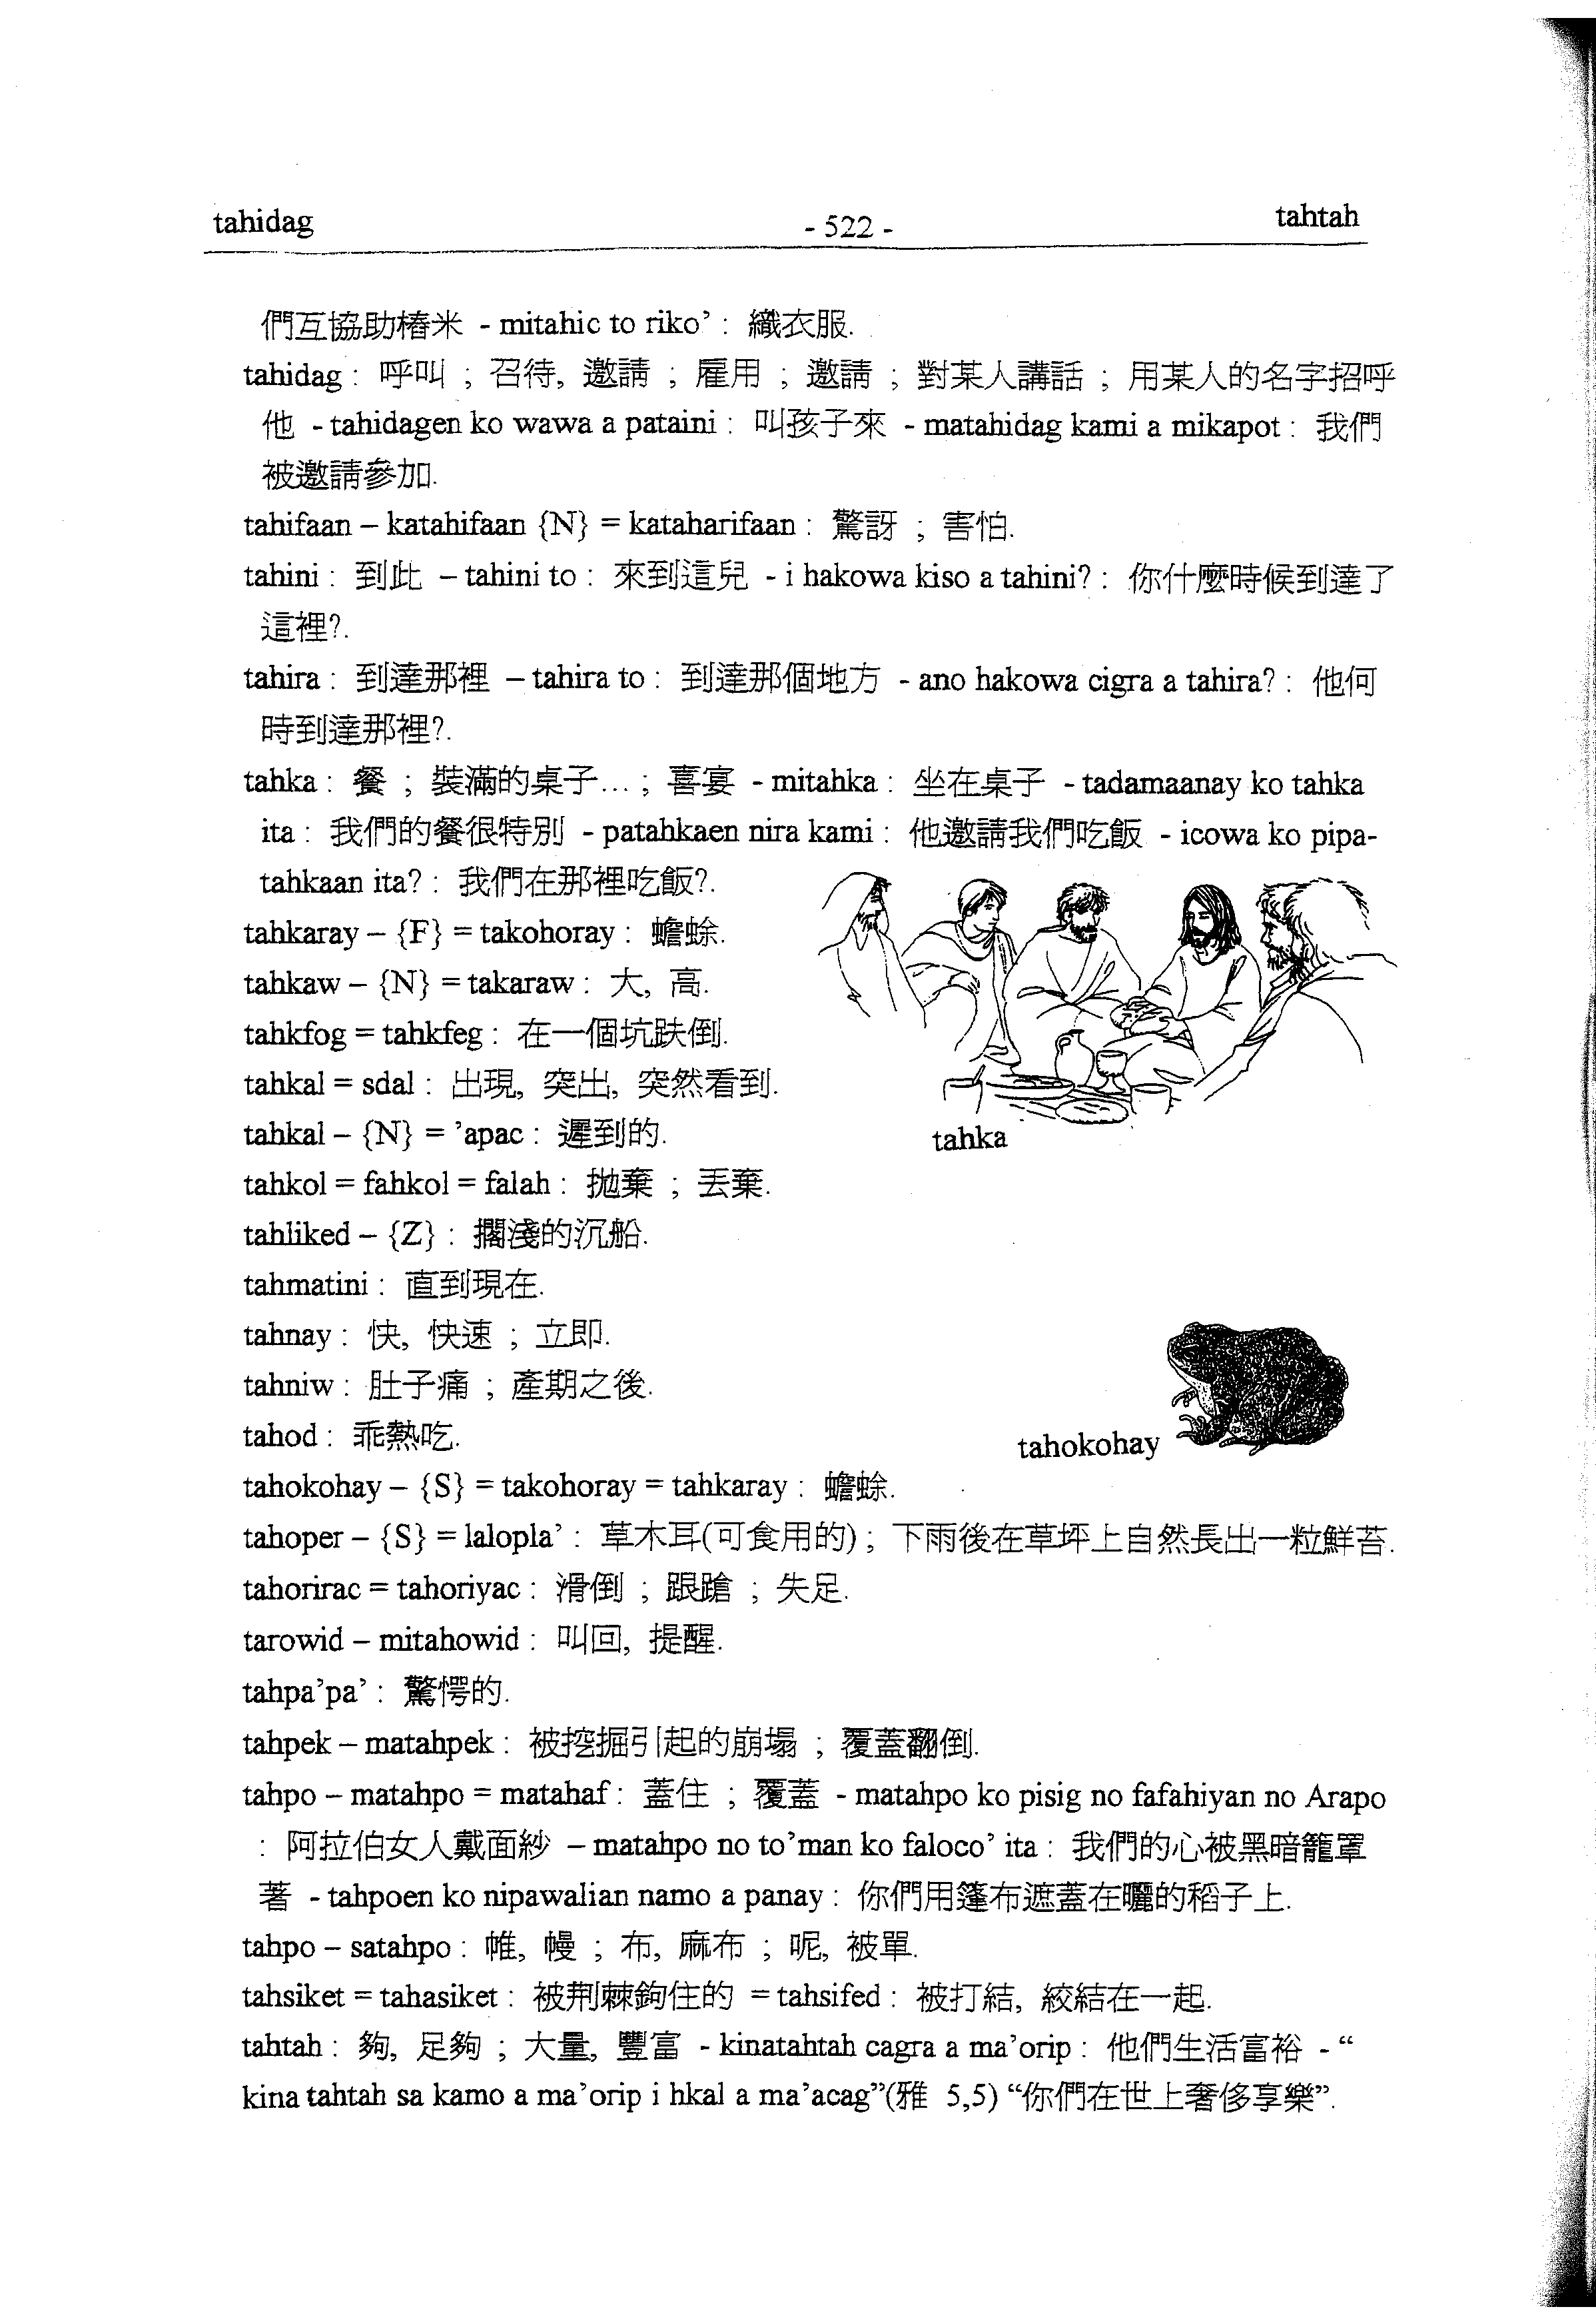 tahidag - 522 - tahtah
們互協助樁米 - mitahic to riko’ : 織衣服.
tahidag : 呼叫 ; 召待, 邀請 ; 雇用 ; 邀請 ; 對某人講話 ; 用某人的名字招呼
他 - tahidagen ko wawa a pataini : 叫孩子來 - matahidag kami a mikapot : 我們
被邀請參加.
tahifaan – katahifaan {N} = kataharifaan : 驚訝 ; 害怕.
tahini : 到此 – tahini to : 來到這兒 - i hakowa kiso a tahini? : 你什麼時候到達了
這裡?.
tahira : 到達那裡 – tahira to : 到達那個地方 - ano hakowa cigra a tahira? : 他何
時到達那裡?.
tahka : 餐 ; 裝滿的桌子... ; 喜宴 - mitahka : 坐在桌子 - tadamaanay ko tahka
ita : 我們的餐很特別 - patahkaen nira kami : 他邀請我們吃飯 - icowa ko pipa-
tahkaan ita? : 我們在那裡吃飯?.
tahkaray – {F} = takohoray : 蟾蜍.
tahkaw – {N} = takaraw : 大, 高.
tahkfog = tahkfeg : 在一個坑趺倒.
tahkal = sdal : 出現, 突出, 突然看到.
tahkal – {N} = ’apac : 遲到的.
tahka
tahkol = fahkol = falah : 拋棄 ; 丟棄.
tahliked – {Z} : 擱淺的沉船.
tahmatini : 直到現在.
tahnay : 快, 快速 ; 立即.
tahniw : 肚子痛 ; 產期之後.
tahod : 乖熱吃.
tahokohay
tahokohay – {S} = takohoray = tahkaray : 蟾蜍.
tahoper – {S} = lalopla’ : 草木耳(可食用的) ; 下雨後在草坪上自然長出一粒鮮苔.
tahorirac = tahoriyac : 滑倒 ; 踉蹌 ; 失足.
tarowid – mitahowid : 叫回, 提醒.
tahpa’pa’ : 驚愕的.
tahpek – matahpek : 被挖掘引起的崩塌 ; 覆蓋翻倒.
tahpo – matahpo = matahaf : 蓋住 ; 覆蓋 - matahpo ko pisig no fafahiyan no Arapo
: 阿拉伯女人戴面紗 – matahpo no to’man ko faloco’ ita : 我們的心被黑暗籠罩
著 - tahpoen ko nipawalian namo a panay : 你們用篷布遮蓋在曬的稻子上.
tahpo – satahpo : 帷, 幔 ; 布, 麻布 ; 呢, 被單.
tahsiket = tahasiket : 被荆棘鉤住的 = tahsifed : 被打結, 絞結在一起.
tahtah : 夠, 足夠 ; 大量, 豐富 - kinatahtah cagra a ma’orip : 他們生活富裕 - “
kina tahtah sa kamo a ma’orip i hkal a ma’acag”(雅 5,5) “你們在世上奢侈享樂”.